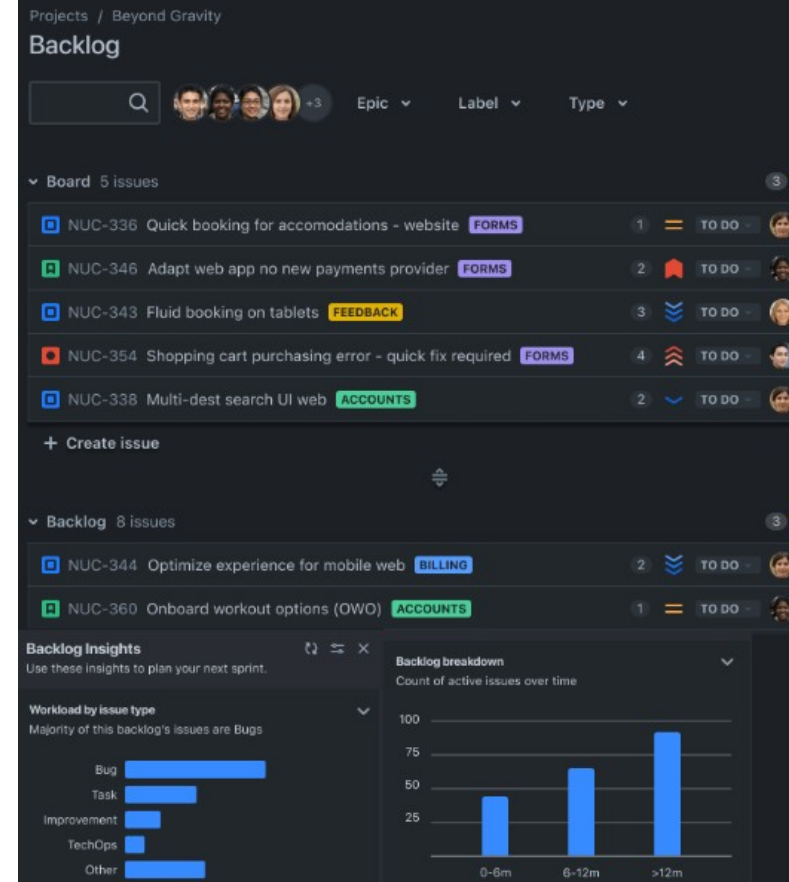 Projects / Beyond Gravity
Backlog
+3
Epic
Label
Type
Board 5 issues
3
NUC-336 Quick booking for accomodations - website FORMS 1 TO DO
NUC-346 Adapt web app no new payments provider FORMS 2 TO DO
NUC-343 Fluid booking on tablets FEEDBACK 3 TO DO
NUC-354 Shopping cart purchasing error - quick fix required FORMS 4 TO DO
NUC-338 Multi-dest search UI web ACCOUNTS 2 TO DO
+ Create issue
Backlog 8 issues
3
NUC-344 Optimize experience for mobile web BILLING 2 TO DO
NUC-360 Onboard workout options (OWO) ACCOUNTS 1 TO DO
Backlog Insights
Use these insights to plan your next sprint.
Workload by issue type
Majority of this backlog's issues are Bugs
Bug
Task
Improvement
TechOps
Other
Backlog breakdown
Count of active issues over time
100
75
50
25
0-6m
6-12m
>12m